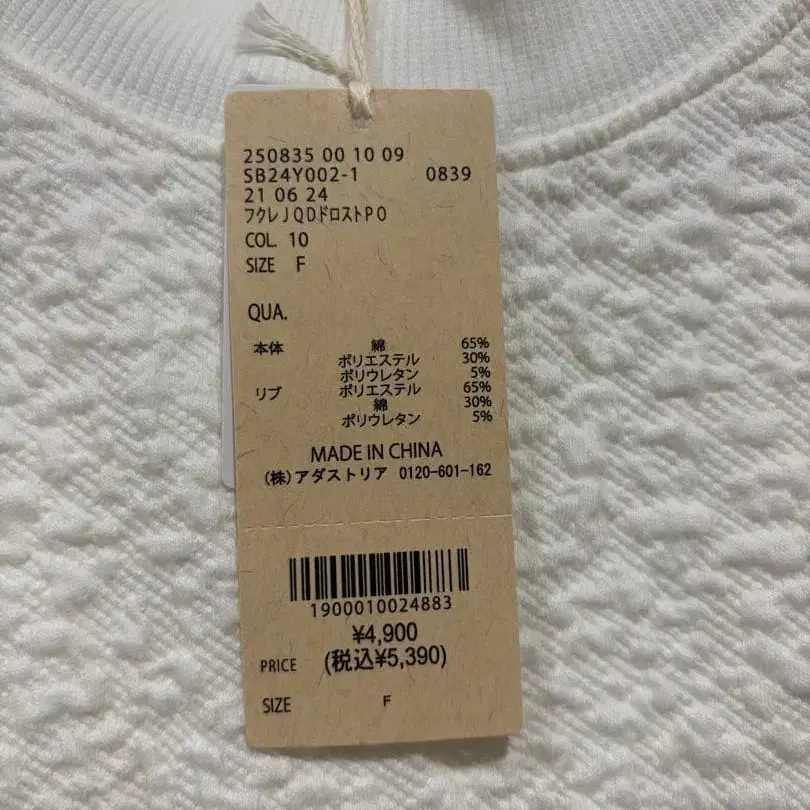 250835 00 10 09
SB24Y002-1 0839
21 06 24
フクレJQDドロストPO
COL. 10
SIZE F
QUA.
本体 綿 65%
ポリエステル 30%
ポリウレタン 5%
リブ ポリエステル 65%
綿 30%
ポリウレタン 5%
MADE IN CHINA
(株)アダストリア 0120-601-162
1900010024883
¥4,900
PRICE (税込¥5,390)
SIZE F